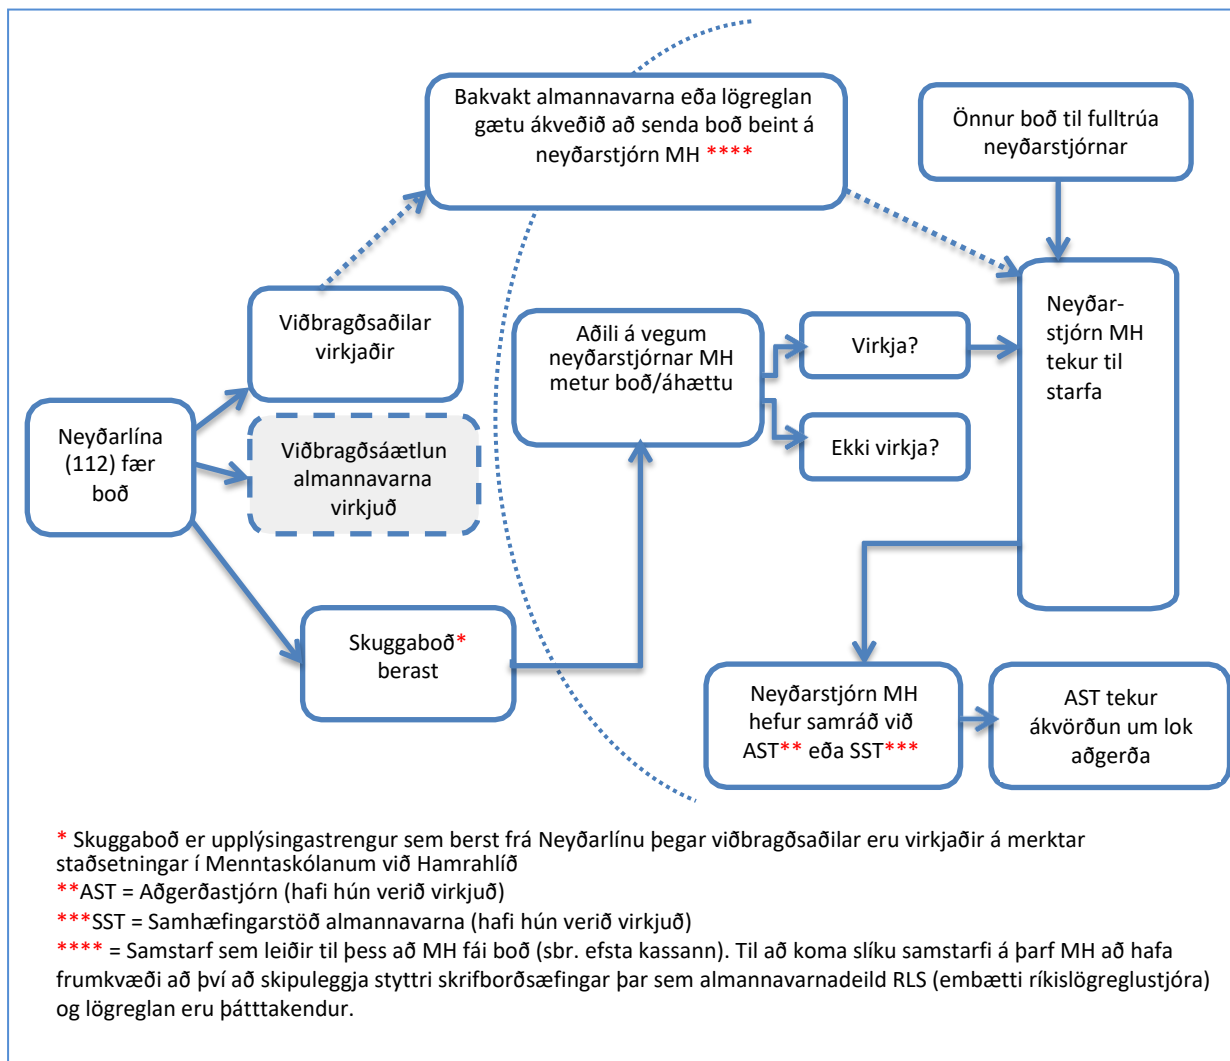 Bakvakt almannavarna eða lögreglan
gætu ákveðið að senda boð beint á
neyðarstjórn MH ****
Önnur boð til fulltrúa
neyðarstjórnar
Viðbragðsaðilar
virkjaðir
Neyðarlína
(112) fær
boð
Viðbragðsáætlun
almannavarna
virkjuð
Skuggaboð*
berast
Aðili á vegum
neyðarstjórnar MH
metur boð/áhættu
Virkja?
Ekki virkja?
Neyðar-
stjórn MH
tekur til
starfa
Neyðarstjórn MH
hefur samráð við
AST** eða SST***
AST tekur
ákvörðun um lok
aðgerða
* Skuggaboð er upplýsingastrengur sem berst frá Neyðarlínu þegar viðbragðsaðilar eru virkjaðir á merktar
staðsetningar í Menntaskólanum við Hamrahlíð
**AST = Aðgerðastjórn (hafi hún verið virkjuð)
***SST = Samhæfingarstöð almannavarna (hafi hún verið virkjuð)
**** = Samstarf sem leiðir til þess að MH fái boð (sbr. efsta kassann). Til að koma slíku samstarfi á þarf MH að hafa
frumkvæði að því að skipuleggja styttri skrifborðsæfingar þar sem almannavarnadeild RLS (embætti ríkislögreglustjóra)
og lögreglan eru þátttakendur.